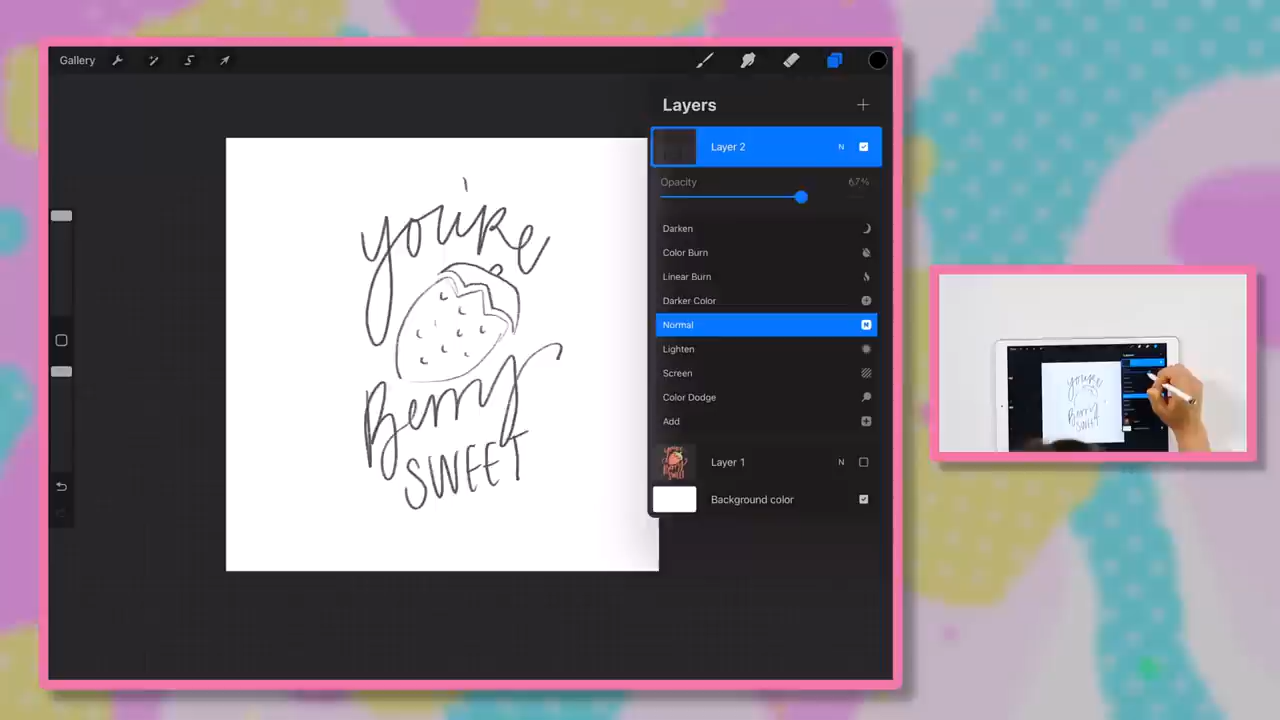 Gallery
Layers
Layer 2 N
Opacity 67%
Darken
Color Burn
Linear Burn
Darker Color
Normal
Lighten
Screen
Color Dodge
Add
Layer 1 N
Background color
you're
Berry
SWEET